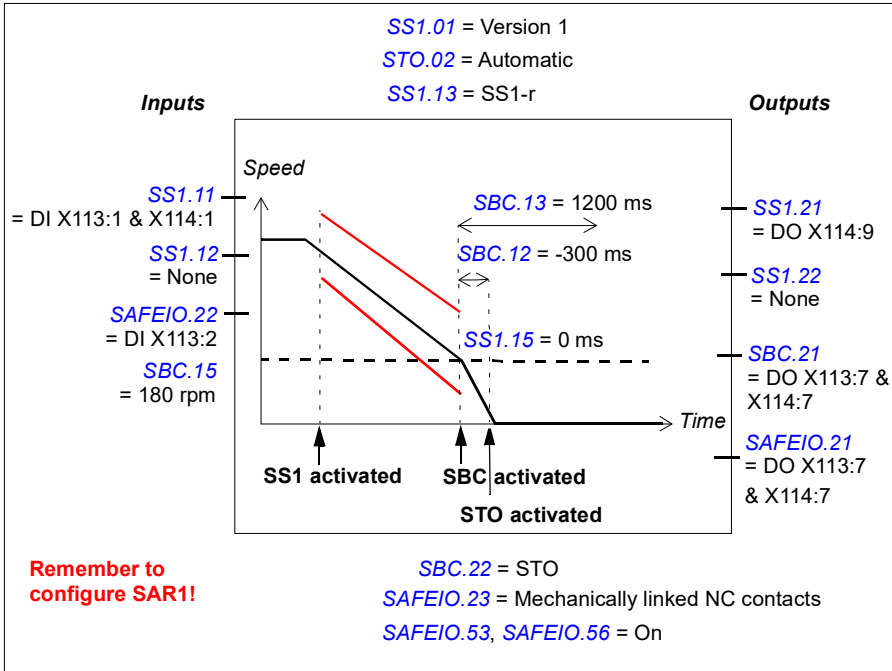 SS1.01 = Version 1
STO.02 = Automatic
SS1.13 = SS1-r
Inputs
Outputs
Speed
SS1.11
= DI X113:1 & X114:1
SS1.12
= None
SAFEIO.22
= DI X113:2
SBC.15
= 180 rpm
SBC.13 = 1200 ms
SBC.12 = -300 ms
SS1.15 = 0 ms
Time
SS1 activated
SBC activated
STO activated
SS1.21
= DO X114:9
SS1.22
= None
SBC.21
= DO X113:7 &
X114:7
SAFEIO.21
= DO X113:7
& X114:7
Remember to
configure SAR1!
SBC.22 = STO
SAFEIO.23 = Mechanically linked NC contacts
SAFEIO.53, SAFEIO.56 = On